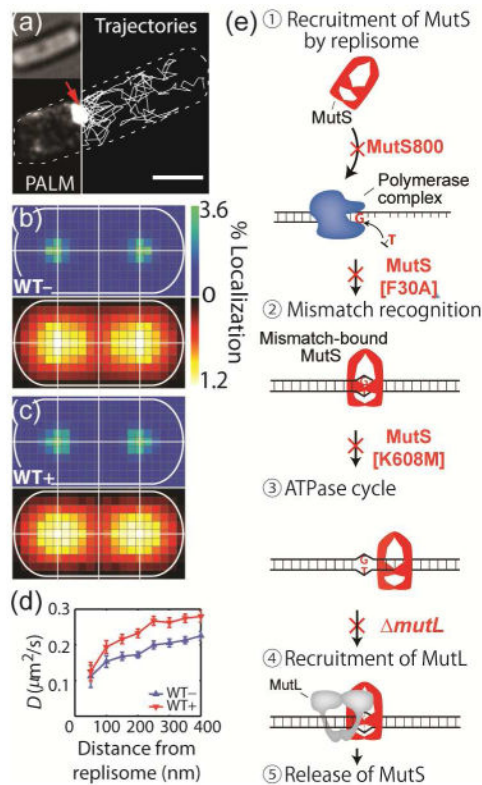 (a)
Trajectories
PALM
(b)
WT−
3.6
0
1.2
% Localization
(c)
WT+
(d)
0.3
0.2
0.1
D (μm²/s)
WT−
WT+
0 100 200 300 400
Distance from
replisome (nm)
(e)
① Recruitment of MutS
by replisome
MutS
MutS800
Polymerase
complex
G
T
MutS
[F30A]
② Mismatch recognition
Mismatch-bound
MutS
G
T
MutS
[K608M]
③ ATPase cycle
G
T
ΔmutL
④ Recruitment of MutL
MutL
⑤ Release of MutS